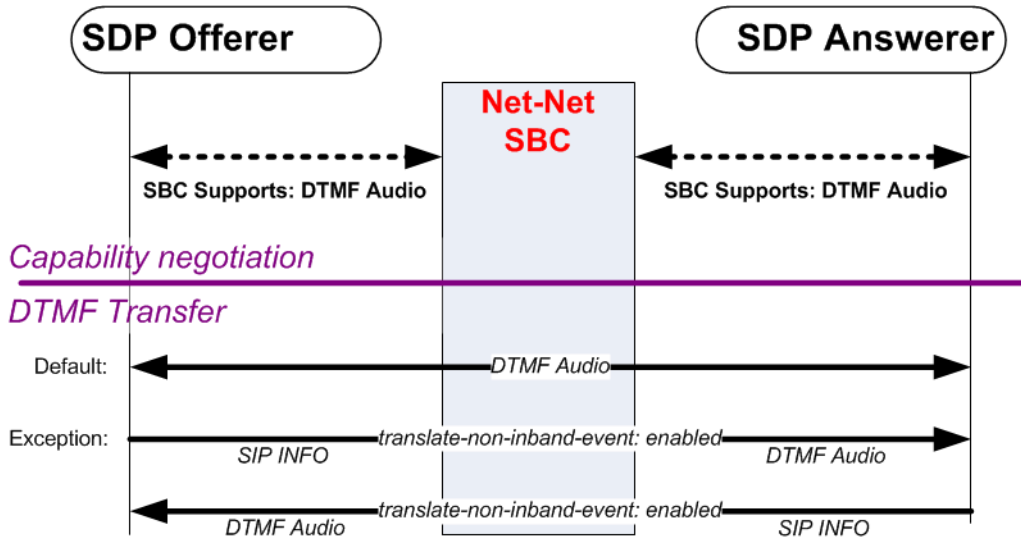 SDP Offerer
SDP Answerer
Net-Net
SBC
SBC Supports: DTMF Audio
SBC Supports: DTMF Audio
Capability negotiation
DTMF Transfer
Default:
DTMF Audio
Exception:
translate-non-inband-event: enabled
SIP INFO
DTMF Audio
translate-non-inband-event: enabled
DTMF Audio
SIP INFO